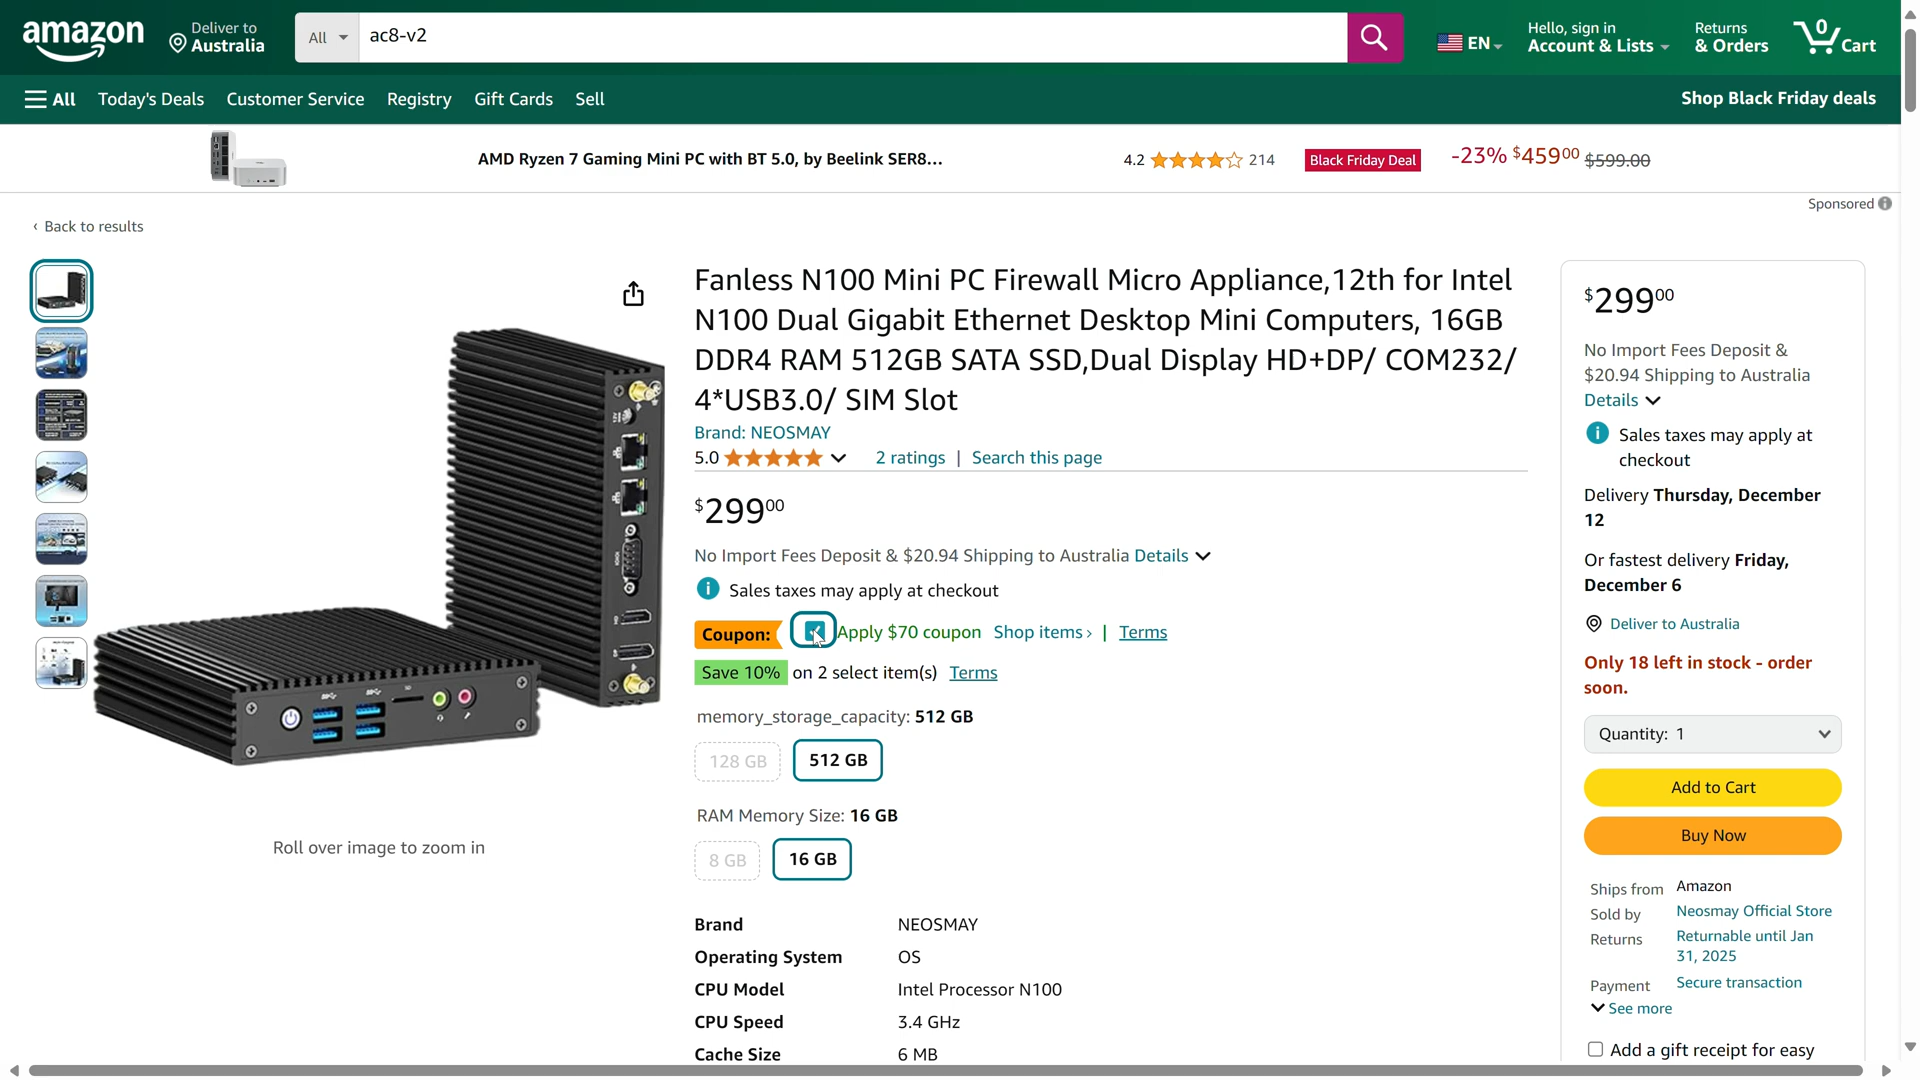 amazon
Deliver to
Australia
All
ac8-v2
EN
Hello, sign in
Account & Lists
Returns
& Orders
0
Cart
All
Today's Deals
Customer Service
Registry
Gift Cards
Sell
Shop Black Friday deals
AMD Ryzen 7 Gaming Mini PC with BT 5.0, by Beelink SER8...
4.2
214
Black Friday Deal
-23% $45900 $599.00
Sponsored
‹ Back to results
Fanless N100 Mini PC Firewall Micro Appliance,12th for Intel
N100 Dual Gigabit Ethernet Desktop Mini Computers, 16GB
DDR4 RAM 512GB SATA SSD,Dual Display HD+DP/ COM232/
4*USB3.0/ SIM Slot
Brand: NEOSMAY
5.0
2 ratings | Search this page
$29900
No Import Fees Deposit & $20.94 Shipping to Australia Details
Sales taxes may apply at checkout
Coupon: Apply $70 coupon Shop items › | Terms
Save 10% on 2 select item(s) Terms
memory_storage_capacity: 512 GB
128 GB
512 GB
RAM Memory Size: 16 GB
8 GB
16 GB
Brand NEOSMAY
Operating System OS
CPU Model Intel Processor N100
CPU Speed 3.4 GHz
Cache Size 6 MB
Roll over image to zoom in
$29900
No Import Fees Deposit &
$20.94 Shipping to Australia
Details
Sales taxes may apply at
checkout
Delivery Thursday, December
12
Or fastest delivery Friday,
December 6
Deliver to Australia
Only 18 left in stock - order
soon.
Quantity: 1
Add to Cart
Buy Now
Ships from Amazon
Sold by Neosmay Official Store
Returns Returnable until Jan
31, 2025
Payment Secure transaction
See more
Add a gift receipt for easy